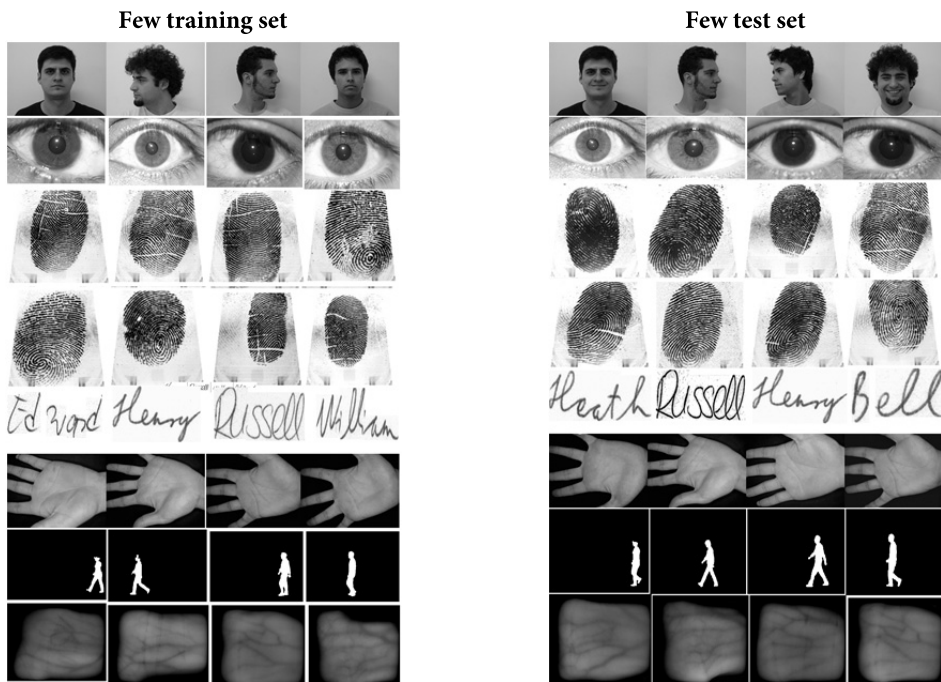 Few training set
Few test set
Edward Henry Russell William
Heath Russell Henry Bell